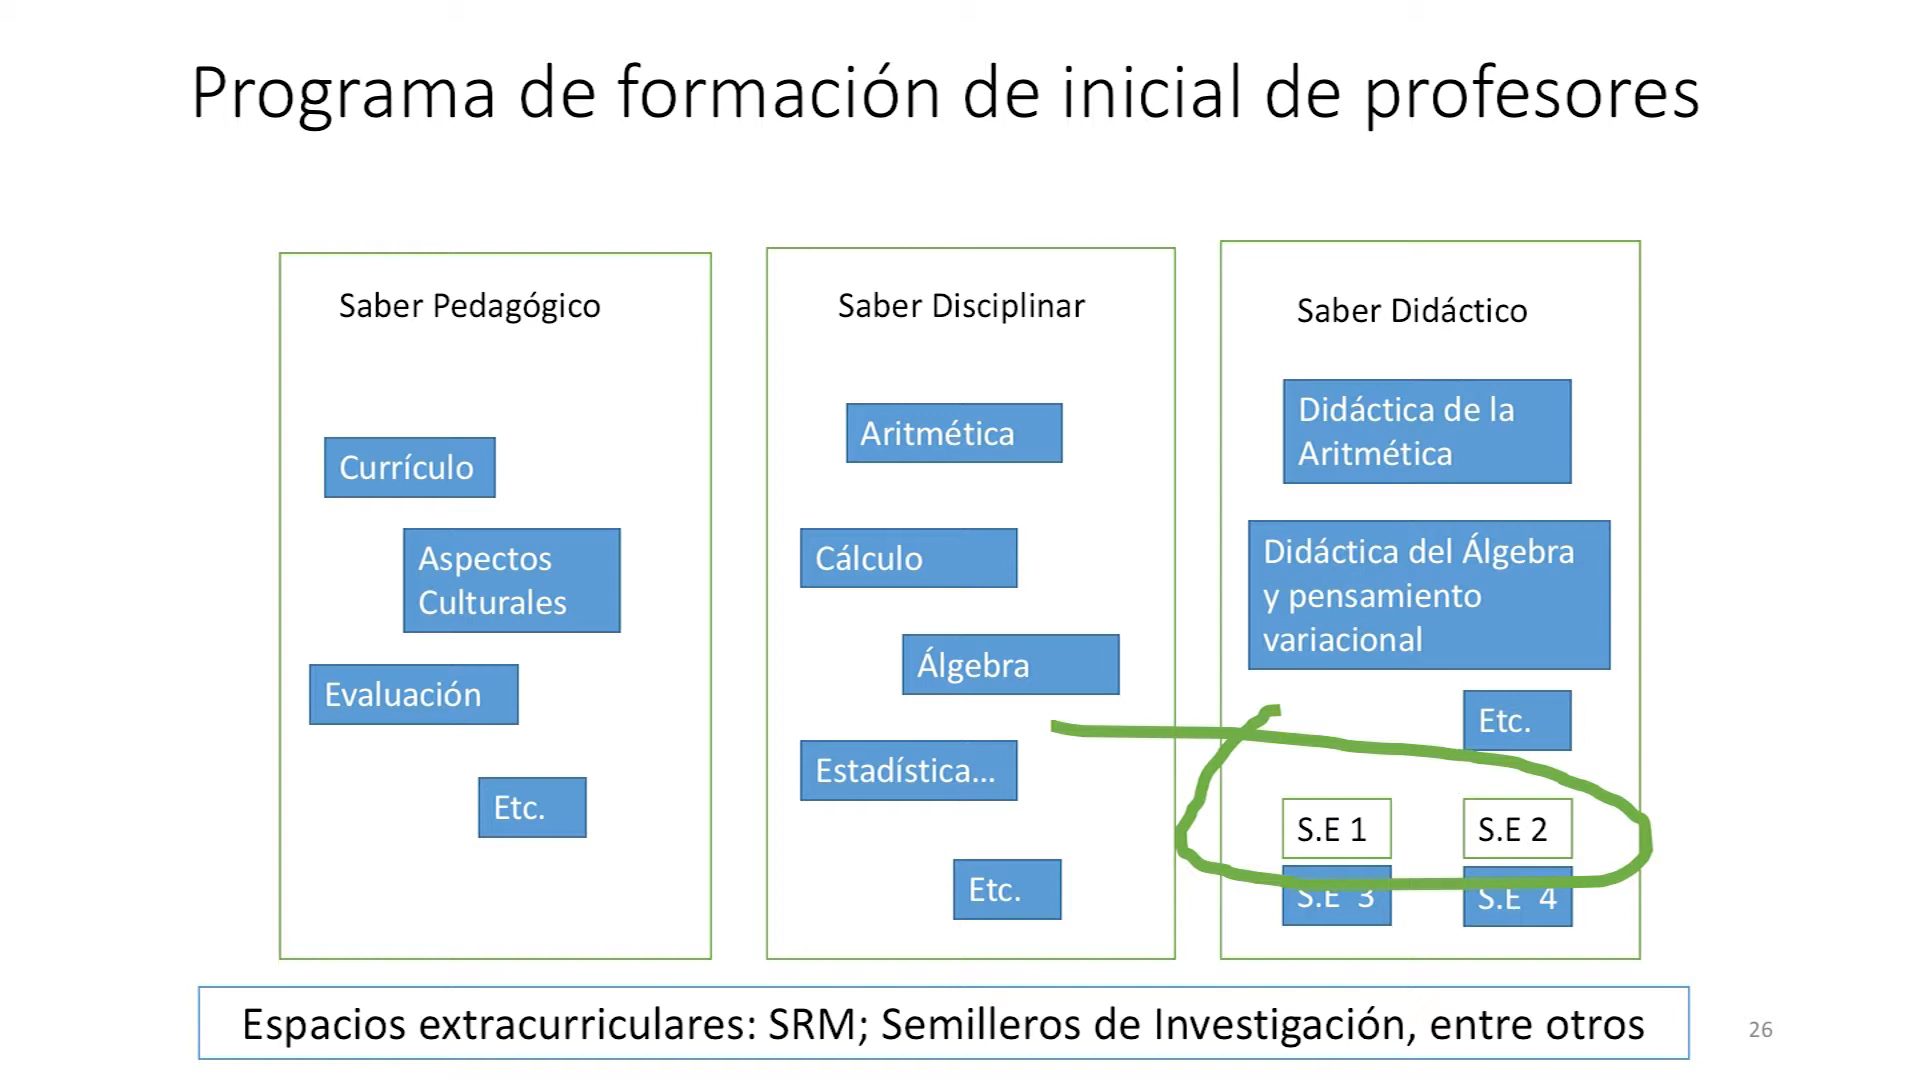 Programa de formación de inicial de profesores
Saber Pedagógico
Currículo
Aspectos
Culturales
Evaluación
Etc.
Saber Disciplinar
Aritmética
Cálculo
Álgebra
Estadística...
Etc.
Saber Didáctico
Didáctica de la
Aritmética
Didáctica del Álgebra
y pensamiento
variacional
Etc.
S.E 1
S.E 2
S.E 3
S.E 4
Espacios extracurriculares: SRM; Semilleros de Investigación, entre otros
26